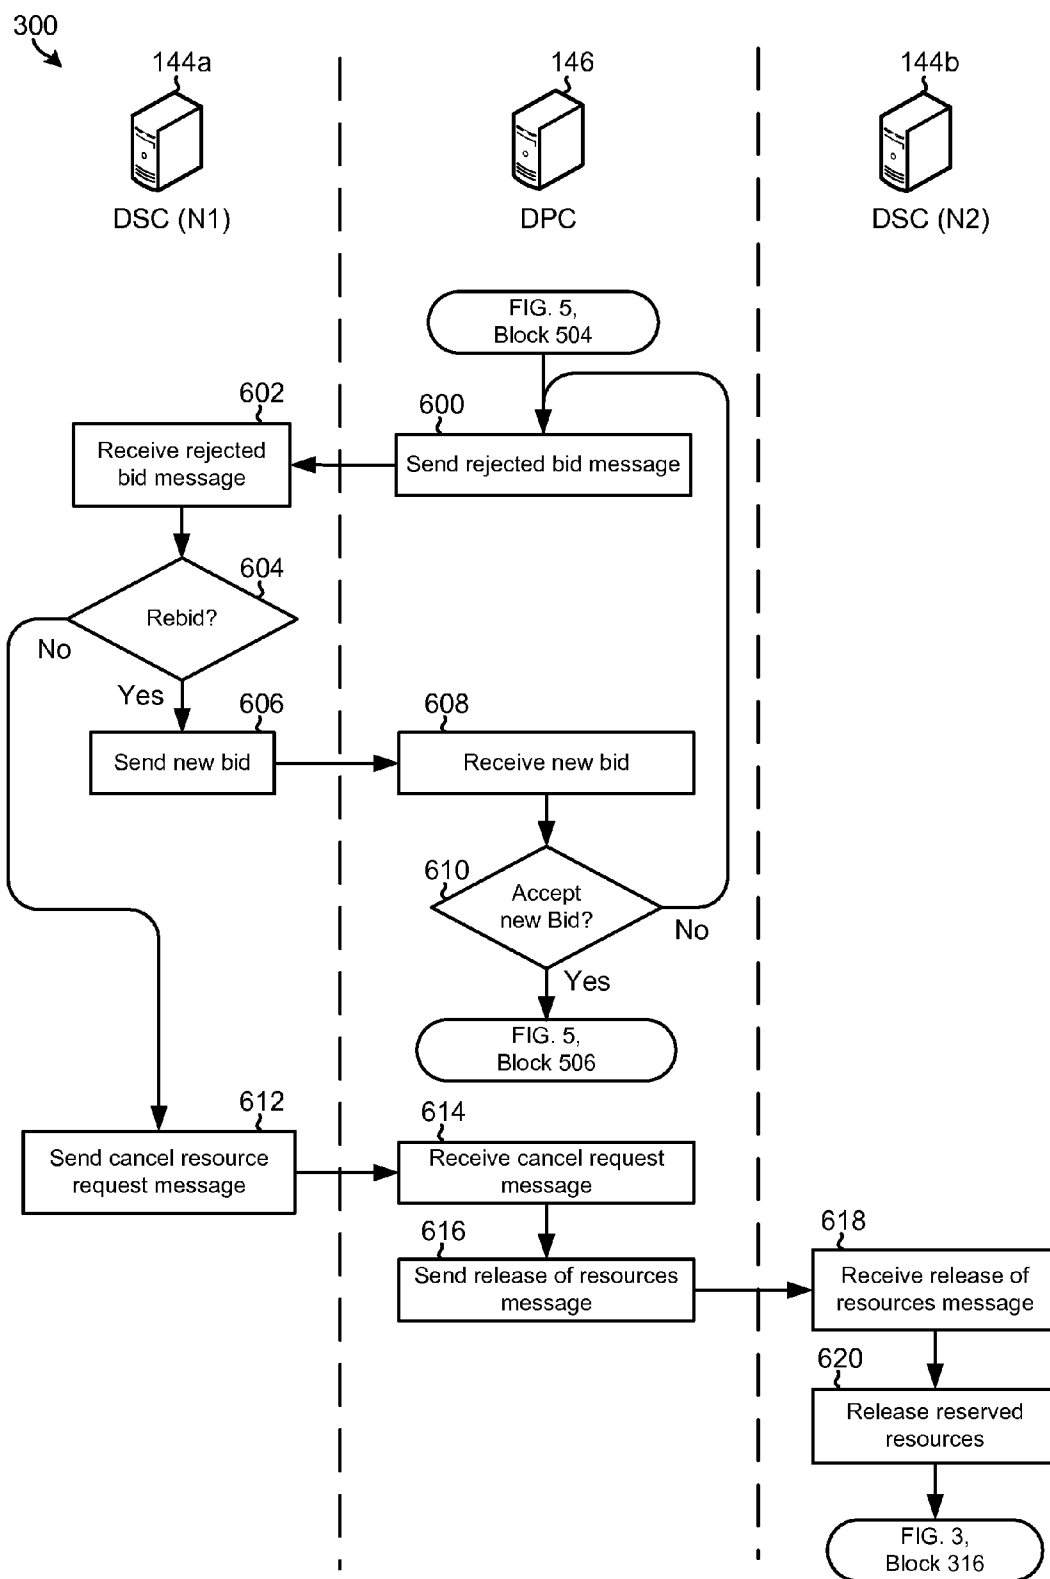 300
144a
146
144b
DSC (N1)
DPC
DSC (N2)
FIG. 5,
Block 504
602
Receive rejected
bid message
600
Send rejected bid message
604
Rebid?
No
Yes
606
Send new bid
608
Receive new bid
610
Accept
new Bid?
No
Yes
FIG. 5,
Block 506
612
Send cancel resource
request message
614
Receive cancel request
message
616
Send release of resources
message
618
Receive release of
resources message
620
Release reserved
resources
FIG. 3,
Block 316